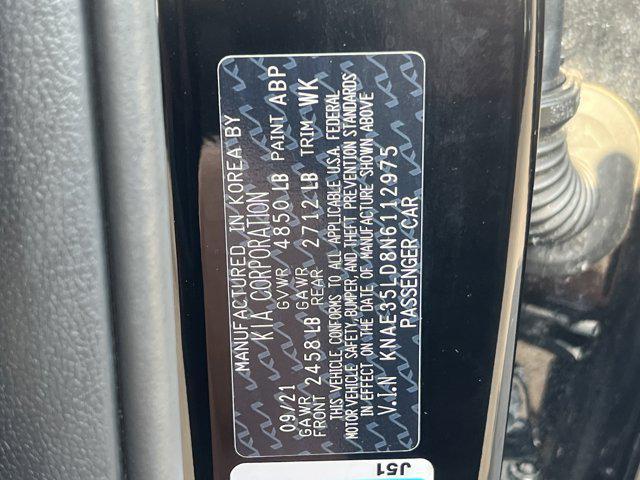 MANUFACTURED IN KOREA BY
KIA CORPORATION
09/21 GVWR 4850 LB PAINT ABP
GAWR FRONT 2458 LB GAWR REAR 2712 LB TRIM WK
THIS VEHICLE CONFORMS TO ALL APPLICABLE U.S.A. FEDERAL
MOTOR VEHICLE SAFETY, BUMPER AND THEFT PREVENTION STANDARDS
IN EFFECT ON THE DATE OF MANUFACTURE SHOWN ABOVE
V.I.N KNAE35LD8N6112975
PASSENGER CAR
J51